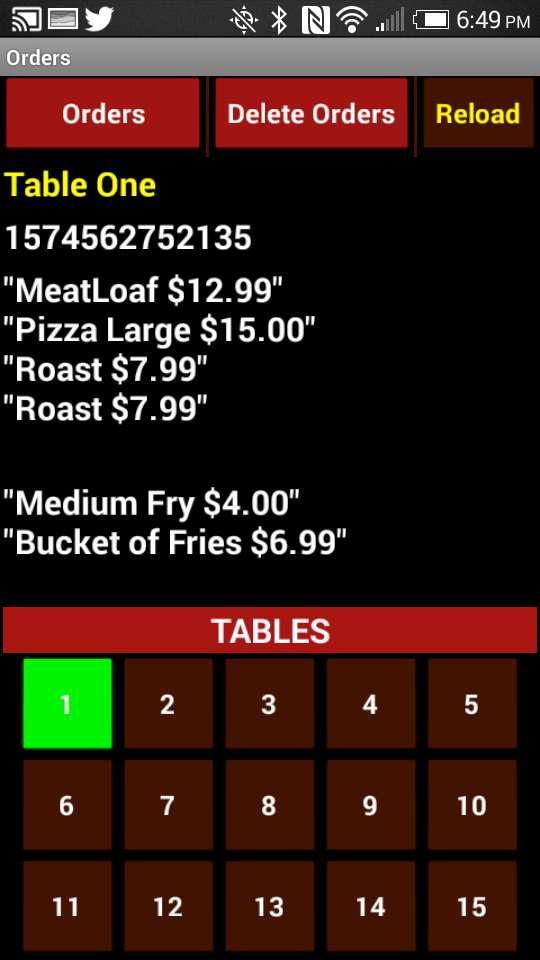 6:49 PM
Orders
Orders Delete Orders Reload
Table One
1574562752135
"MeatLoaf $12.99"
"Pizza Large $15.00"
"Roast $7.99"
"Roast $7.99"
"Medium Fry $4.00"
"Bucket of Fries $6.99"
TABLES
1 2 3 4 5
6 7 8 9 10
11 12 13 14 15